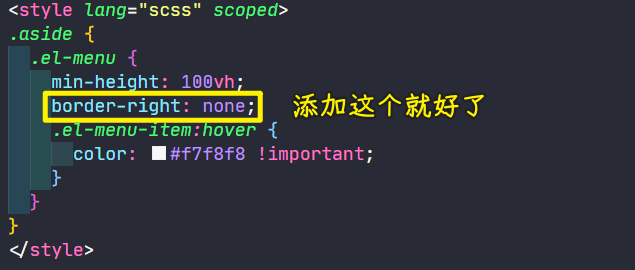 <style lang="scss" scoped>
.aside {
.el-menu {
min-height: 100vh;
border-right: none; 添加这个就好了
.el-menu-item:hover {
color: #f7f8f8 !important;
}
}
}
</style>